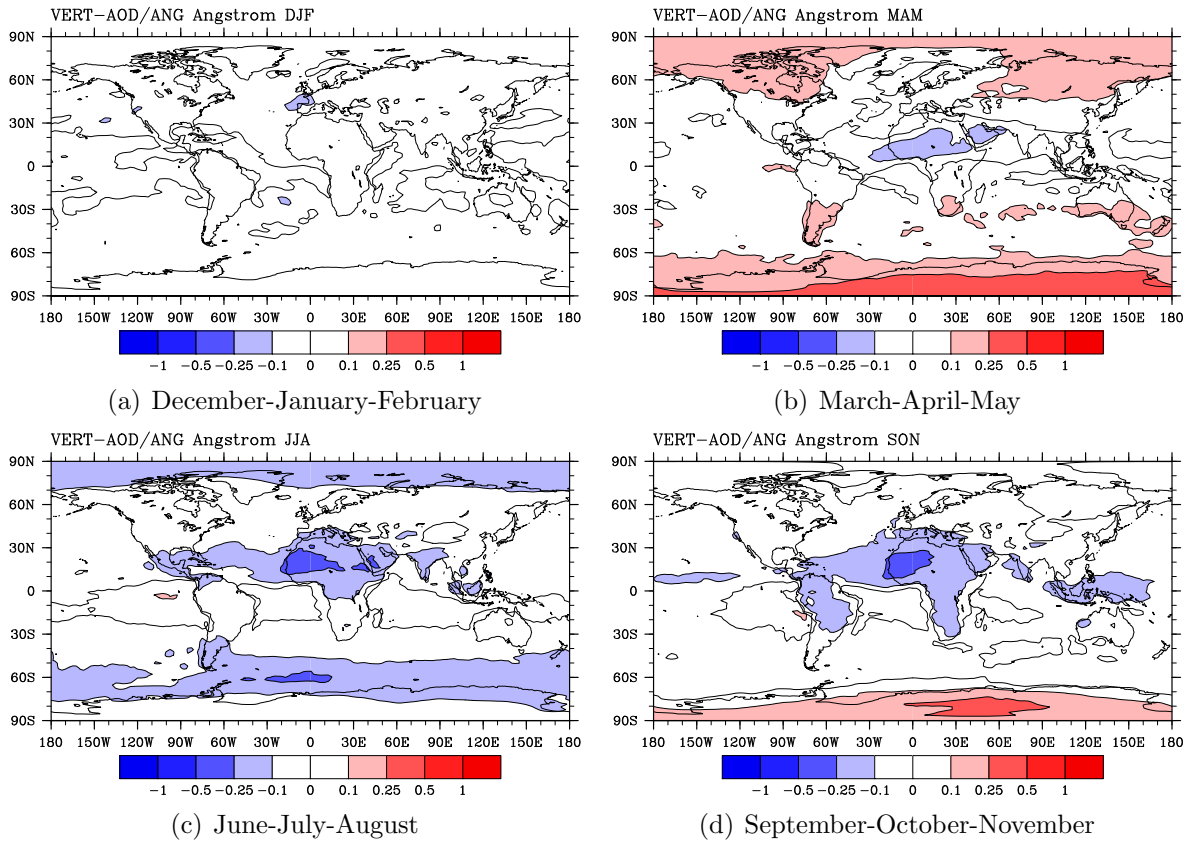 VERT-AOD/ANG Angstrom DJF
90N
60N
30N
0
30S
60S
90S
180 150W 120W 90W 60W 30W 0 30E 60E 90E 120E 150E 180
-1 -0.5 -0.25 -0.1 0 0.1 0.25 0.5 1
(a) December-January-February
VERT-AOD/ANG Angstrom MAM
90N
60N
30N
0
30S
60S
90S
180 150W 120W 90W 60W 30W 0 30E 60E 90E 120E 150E 180
-1 -0.5 -0.25 -0.1 0 0.1 0.25 0.5 1
(b) March-April-May
VERT-AOD/ANG Angstrom JJA
90N
60N
30N
0
30S
60S
90S
180 150W 120W 90W 60W 30W 0 30E 60E 90E 120E 150E 180
-1 -0.5 -0.25 -0.1 0 0.1 0.25 0.5 1
(c) June-July-August
VERT-AOD/ANG Angstrom SON
90N
60N
30N
0
30S
60S
90S
180 150W 120W 90W 60W 30W 0 30E 60E 90E 120E 150E 180
-1 -0.5 -0.25 -0.1 0 0.1 0.25 0.5 1
(d) September-October-November